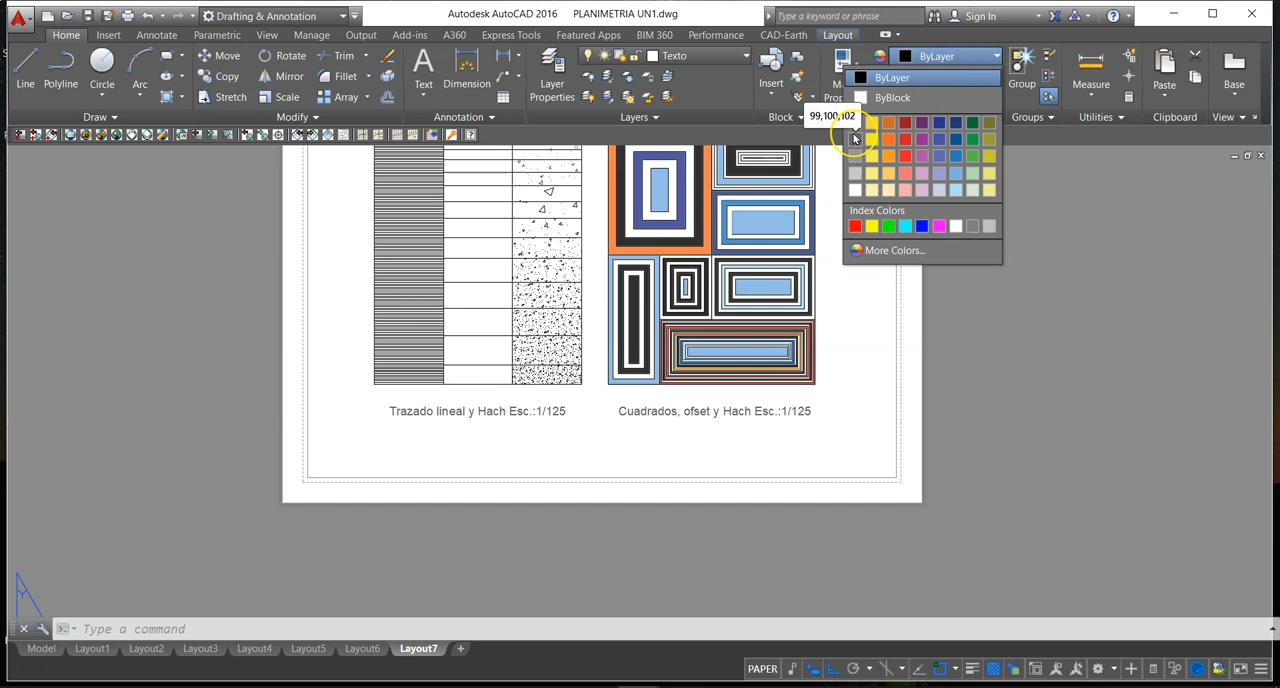 Autodesk AutoCAD 2016 PLANIMETRIA UN1.dwg
Drafting & Annotation
Type a keyword or phrase
Sign In
Home Insert Annotate Parametric View Manage Output Add-ins A360 Express Tools Featured Apps BIM 360 Performance CAD-Earth Layout
Line
Polyline
Circle
Arc
Draw
Move
Rotate
Trim
Copy
Mirror
Fillet
Stretch
Scale
Array
Modify
Text
Dimension
Annotation
Layer
Properties
Texto
Layers
Insert
Block
ByLayer
ByLayer
ByBlock
99,100,102
Index Colors
More Colors...
Group
Groups
Measure
Utilities
Paste
Clipboard
Base
View
Trazado lineal y Hach Esc.:1/125
Cuadrados, ofset y Hach Esc.:1/125
Type a command
Model Layout1 Layout2 Layout3 Layout4 Layout5 Layout6 Layout7
PAPER